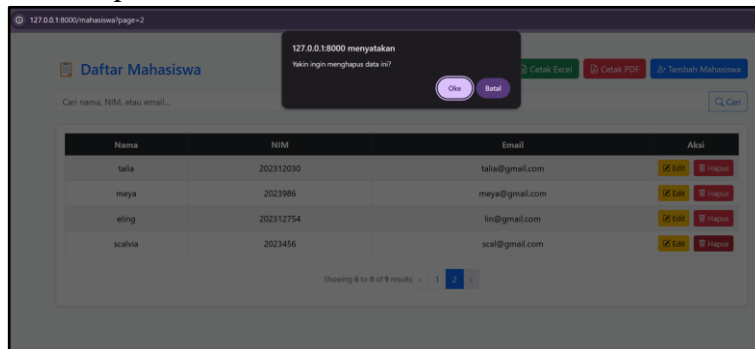 127.0.0.1:8000/mahasiswa?page=2
127.0.0.1:8000 menyatakan
Yakin ingin menghapus data ini?
Oke Batal
Daftar Mahasiswa
Cetak Excel Cetak PDF Tambah Mahasiswa
Cari nama, NIM, atau email... Cari
Nama NIM Email Aksi
talia 202312030 talia@gmail.com Edit Hapus
meya 2023986 meya@gmail.com Edit Hapus
eling 202312754 lin@gmail.com Edit Hapus
scalvia 2023456 scal@gmail.com Edit Hapus
Showing 6 to 9 of 9 results ‹ 1 2 ›